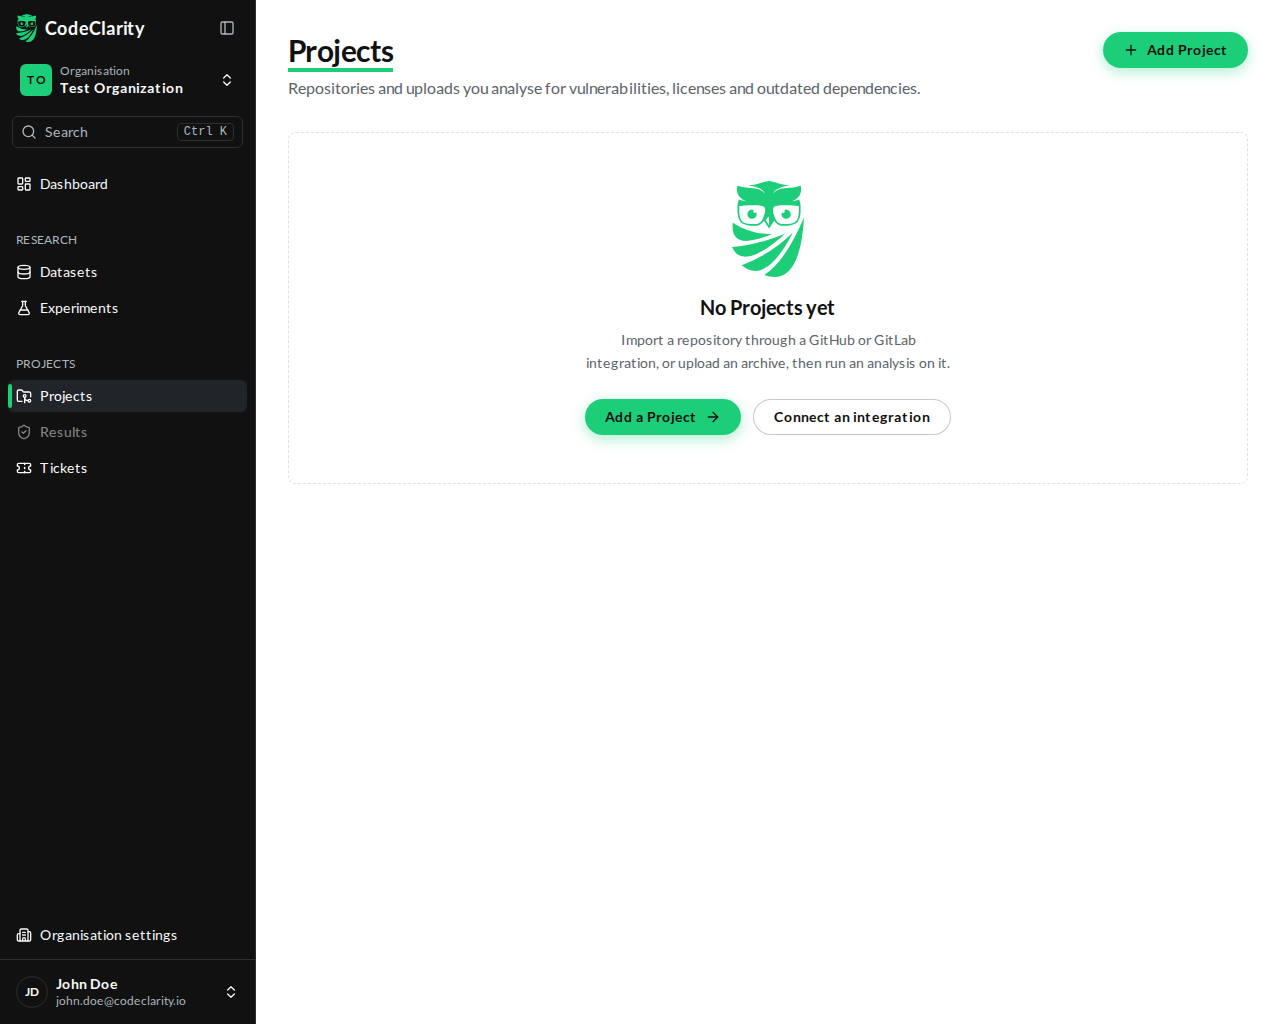 CodeClarity
TO
Organisation
Test Organization
Search
Ctrl K
Dashboard
RESEARCH
Datasets
Experiments
PROJECTS
Projects
Results
Tickets
Organisation settings
JD
John Doe
john.doe@codeclarity.io
Projects
Add Project
Repositories and uploads you analyse for vulnerabilities, licenses and outdated dependencies.
No Projects yet
Import a repository through a GitHub or GitLab
integration, or upload an archive, then run an analysis on it.
Add a Project
Connect an integration